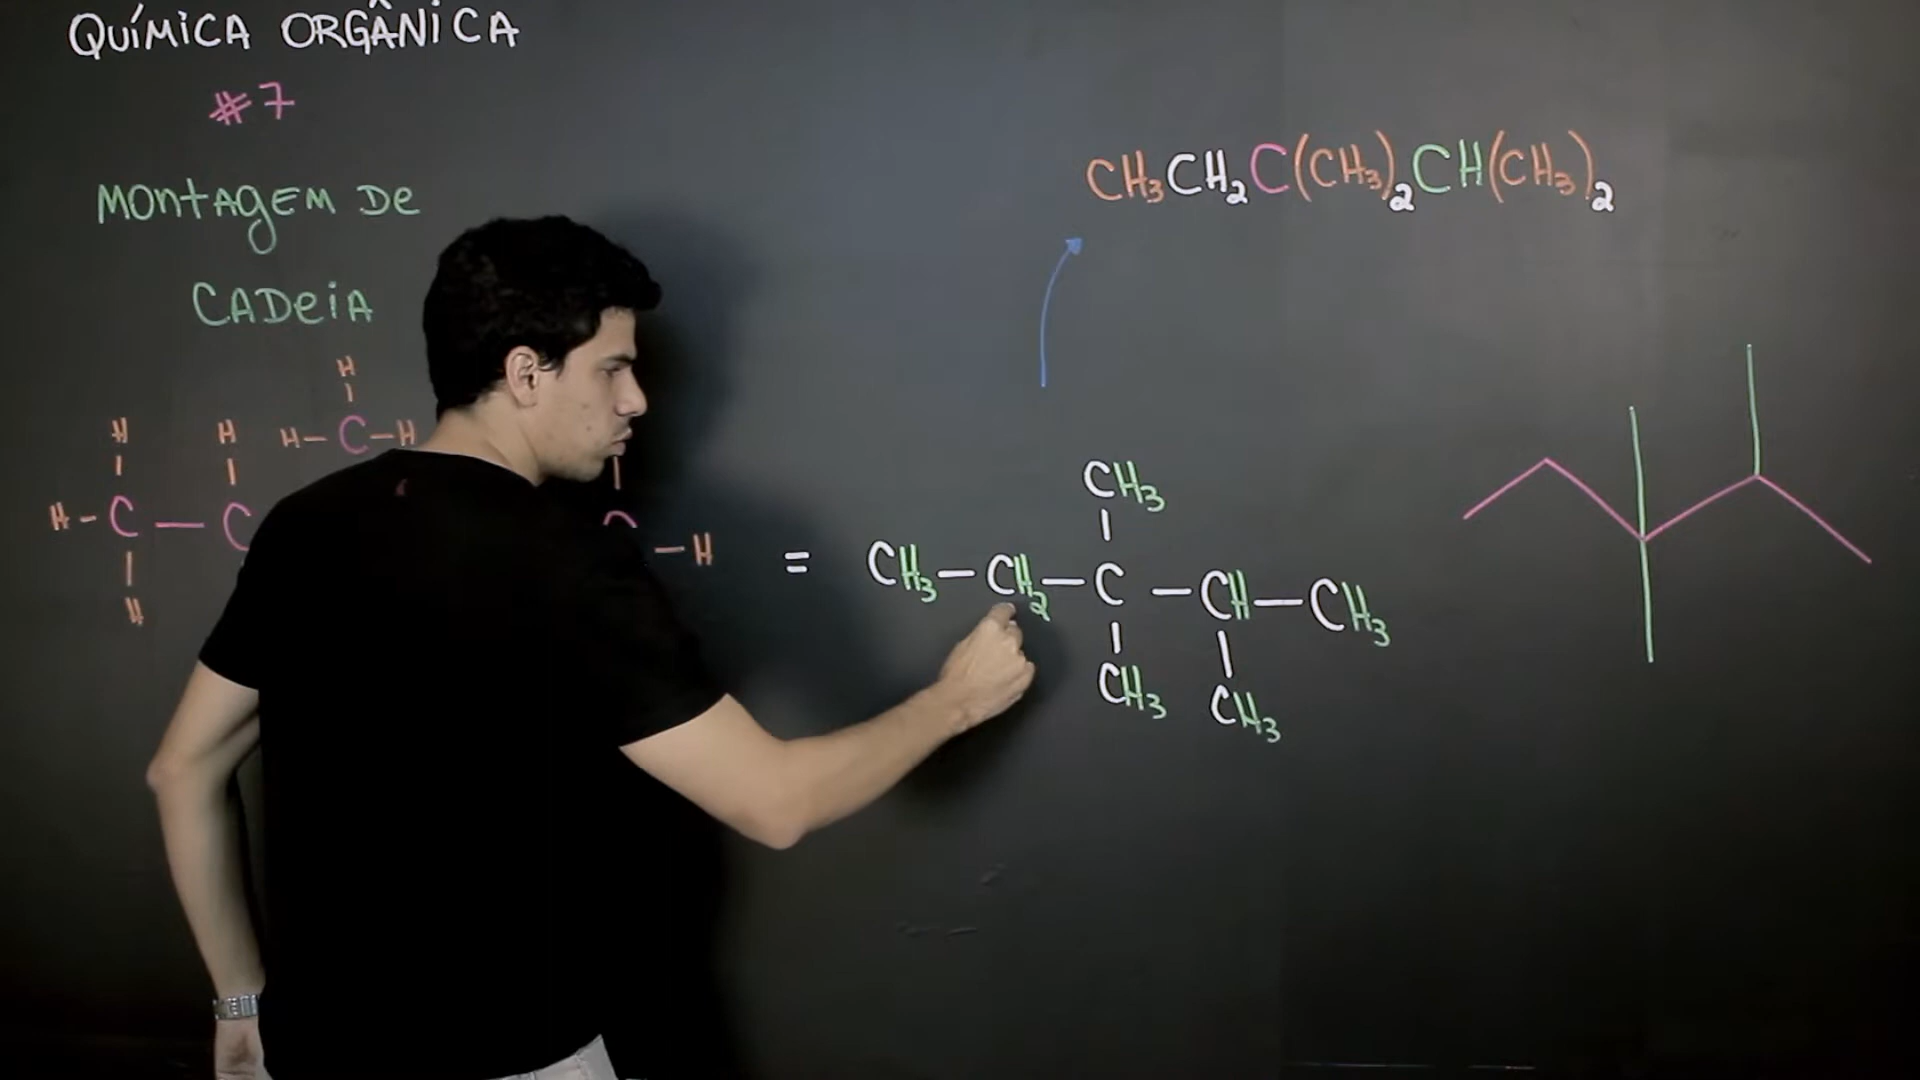 QUÍMICA ORGÂNICA
#7
MONTAGEM DE
CADEIA
H
H H H–C–H
H–C–C C–H
H
CH₃CH₂C(CH₃)₂CH(CH₃)₂
CH₃
= CH₃–CH₂–C–CH–CH₃
CH₃ CH₃